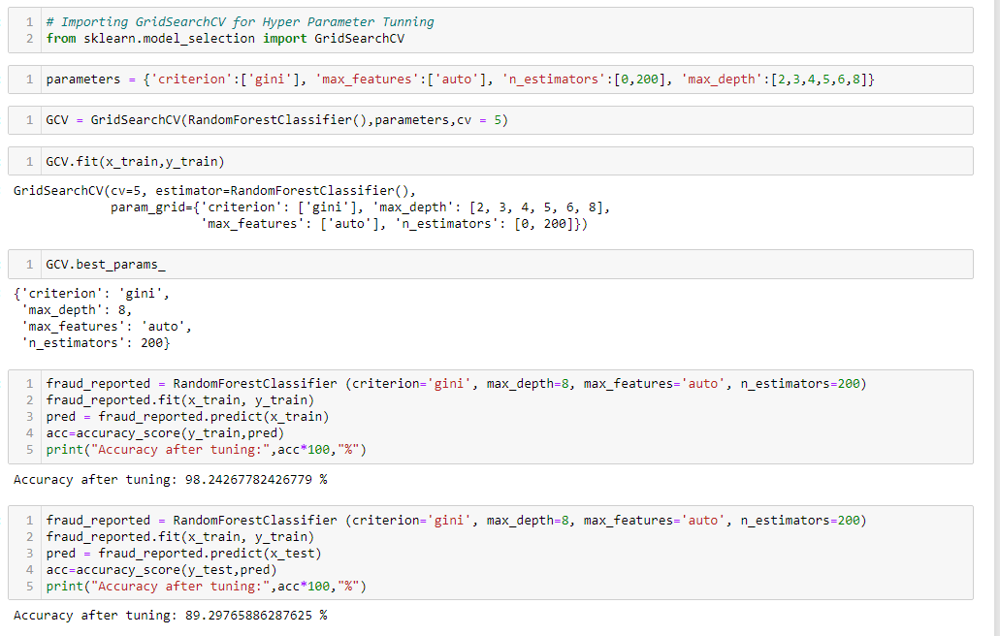 1 # Importing GridSearchCV for Hyper Parameter Tunning
2 from sklearn.model_selection import GridSearchCV
1 parameters = {'criterion':['gini'], 'max_features':['auto'], 'n_estimators':[0,200], 'max_depth':[2,3,4,5,6,8]}
1 GCV = GridSearchCV(RandomForestClassifier(),parameters,cv = 5)
1 GCV.fit(x_train,y_train)
GridSearchCV(cv=5, estimator=RandomForestClassifier(),
             param_grid={'criterion': ['gini'], 'max_depth': [2, 3, 4, 5, 6, 8],
                         'max_features': ['auto'], 'n_estimators': [0, 200]})
1 GCV.best_params_
{'criterion': 'gini',
 'max_depth': 8,
 'max_features': 'auto',
 'n_estimators': 200}
1 fraud_reported = RandomForestClassifier (criterion='gini', max_depth=8, max_features='auto', n_estimators=200)
2 fraud_reported.fit(x_train, y_train)
3 pred = fraud_reported.predict(x_train)
4 acc=accuracy_score(y_train,pred)
5 print("Accuracy after tuning:",acc*100,"%")
Accuracy after tuning: 98.24267782426779 %
1 fraud_reported = RandomForestClassifier (criterion='gini', max_depth=8, max_features='auto', n_estimators=200)
2 fraud_reported.fit(x_train, y_train)
3 pred = fraud_reported.predict(x_test)
4 acc=accuracy_score(y_test,pred)
5 print("Accuracy after tuning:",acc*100,"%")
Accuracy after tuning: 89.29765886287625 %